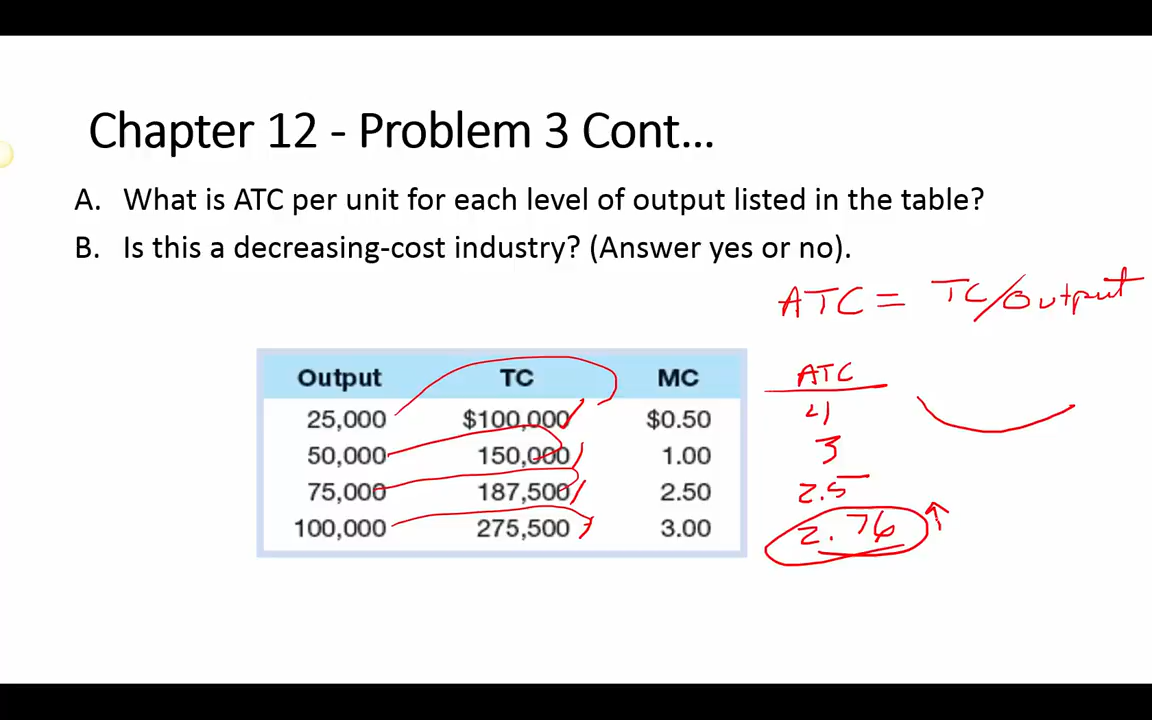 Chapter 12 - Problem 3 Cont...
A. What is ATC per unit for each level of output listed in the table?
B. Is this a decreasing-cost industry? (Answer yes or no).
ATC = TC/output
Output TC MC
25,000 $100,000 $0.50
50,000 150,000 1.00
75,000 187,500 2.50
100,000 275,500 3.00
ATC
4
3
2.5
2.76